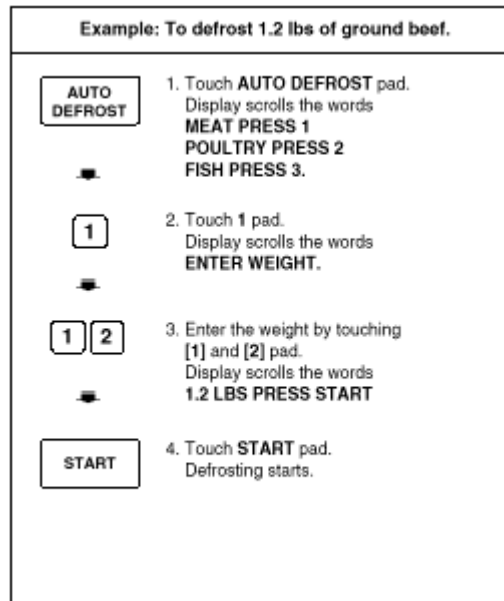 Example: To defrost 1.2 lbs of ground beef.
AUTO
DEFROST
1. Touch AUTO DEFROST pad.
Display scrolls the words
MEAT PRESS 1
POULTRY PRESS 2
FISH PRESS 3.
1
2. Touch 1 pad.
Display scrolls the words
ENTER WEIGHT.
1 2
3. Enter the weight by touching
[1] and [2] pad.
Display scrolls the words
1.2 LBS PRESS START
START
4. Touch START pad.
Defrosting starts.